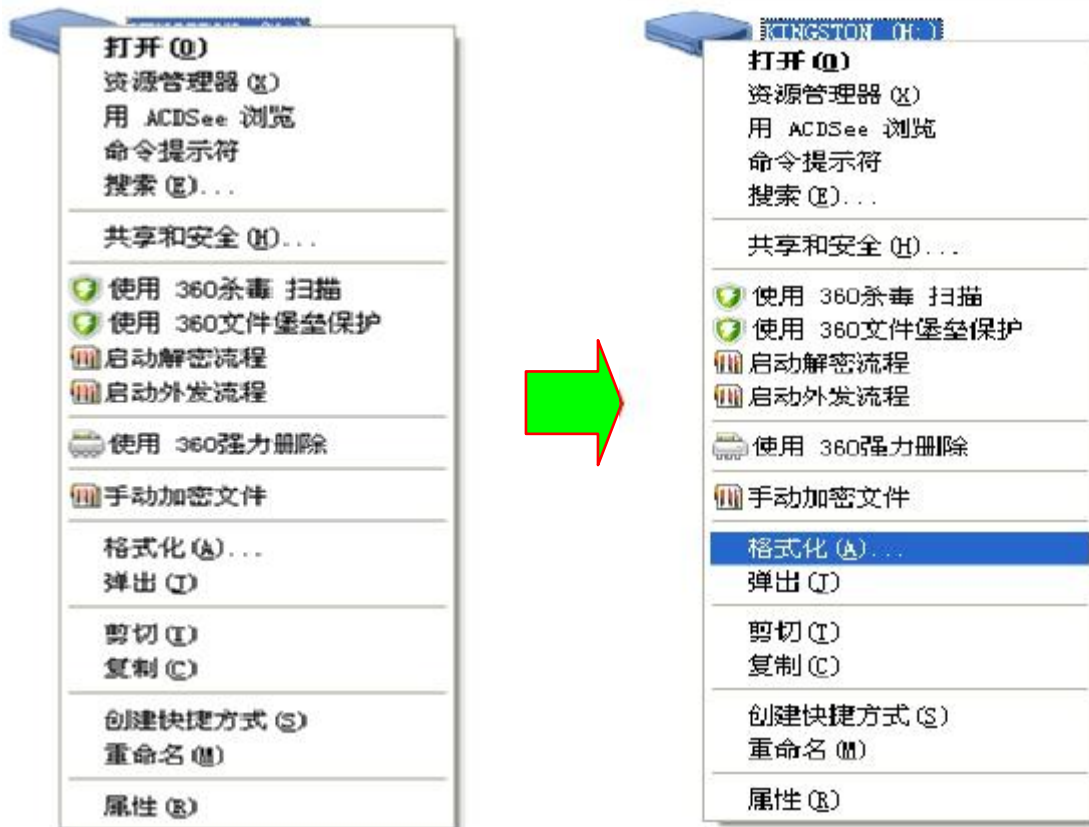 打开(O)
资源管理器(X)
用 ACDSee 浏览
命令提示符
搜索(E)...
共享和安全(H)...
使用 360杀毒 扫描
使用 360文件堡垒保护
启动解密流程
启动外发流程
使用 360强力删除
手动加密文件
格式化(A)...
弹出(J)
剪切(T)
复制(C)
创建快捷方式(S)
重命名(M)
属性(R)
KINGSTON (H:)
打开(O)
资源管理器(X)
用 ACDSee 浏览
命令提示符
搜索(E)...
共享和安全(H)...
使用 360杀毒 扫描
使用 360文件堡垒保护
启动解密流程
启动外发流程
使用 360强力删除
手动加密文件
格式化(A)...
弹出(J)
剪切(T)
复制(C)
创建快捷方式(S)
重命名(M)
属性(R)